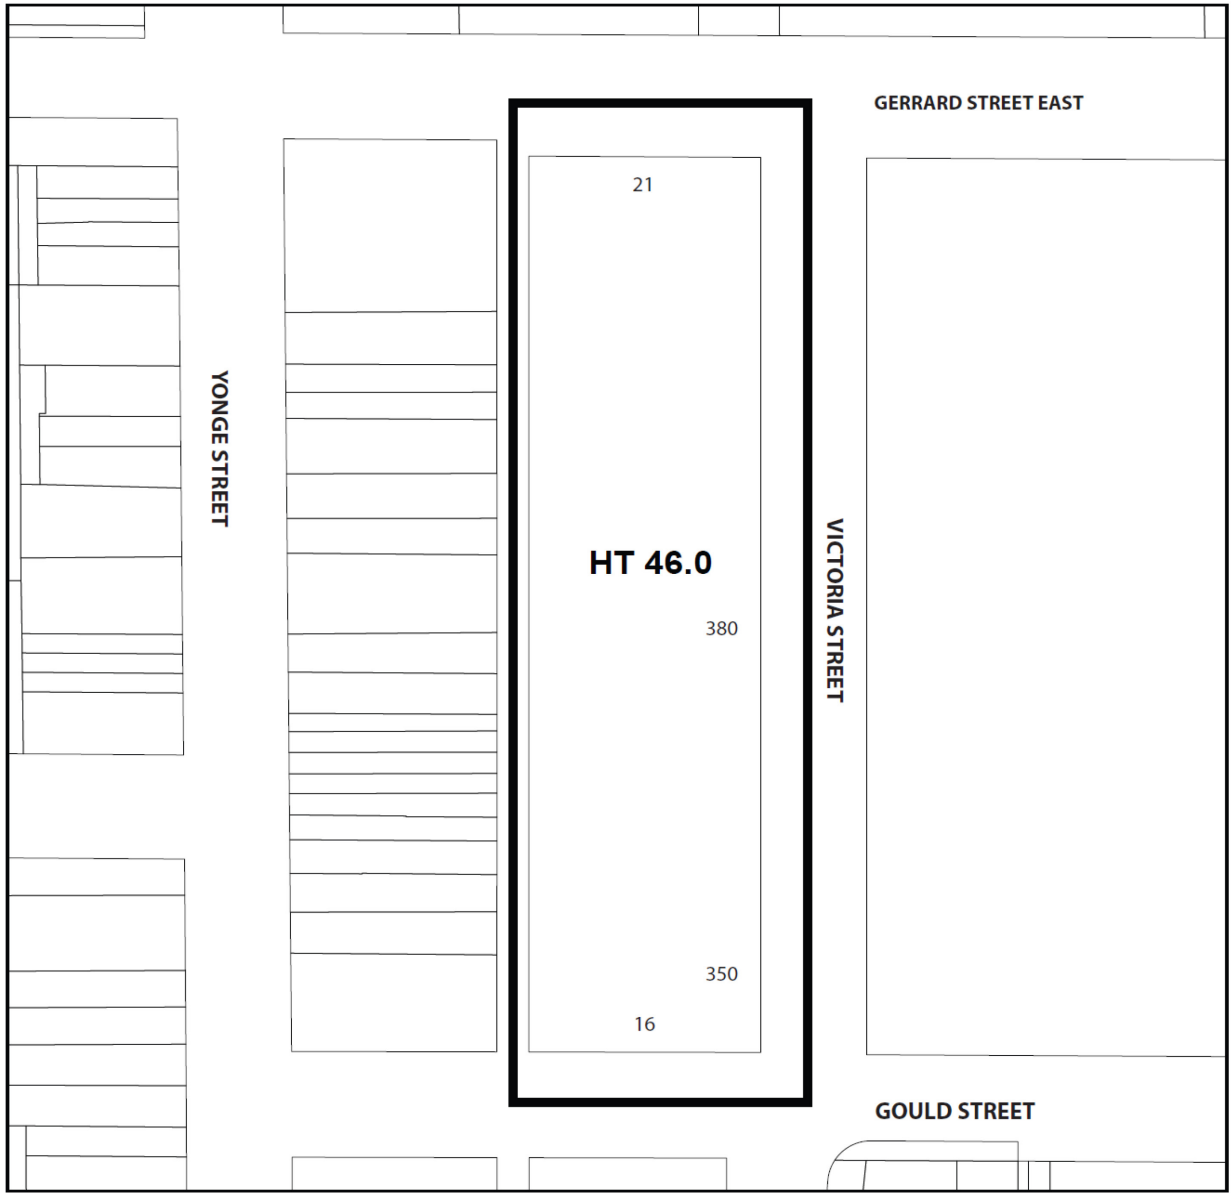 GERRARD STREET EAST
21
YONGE STREET
HT 46.0
VICTORIA STREET
380
350
16
GOULD STREET